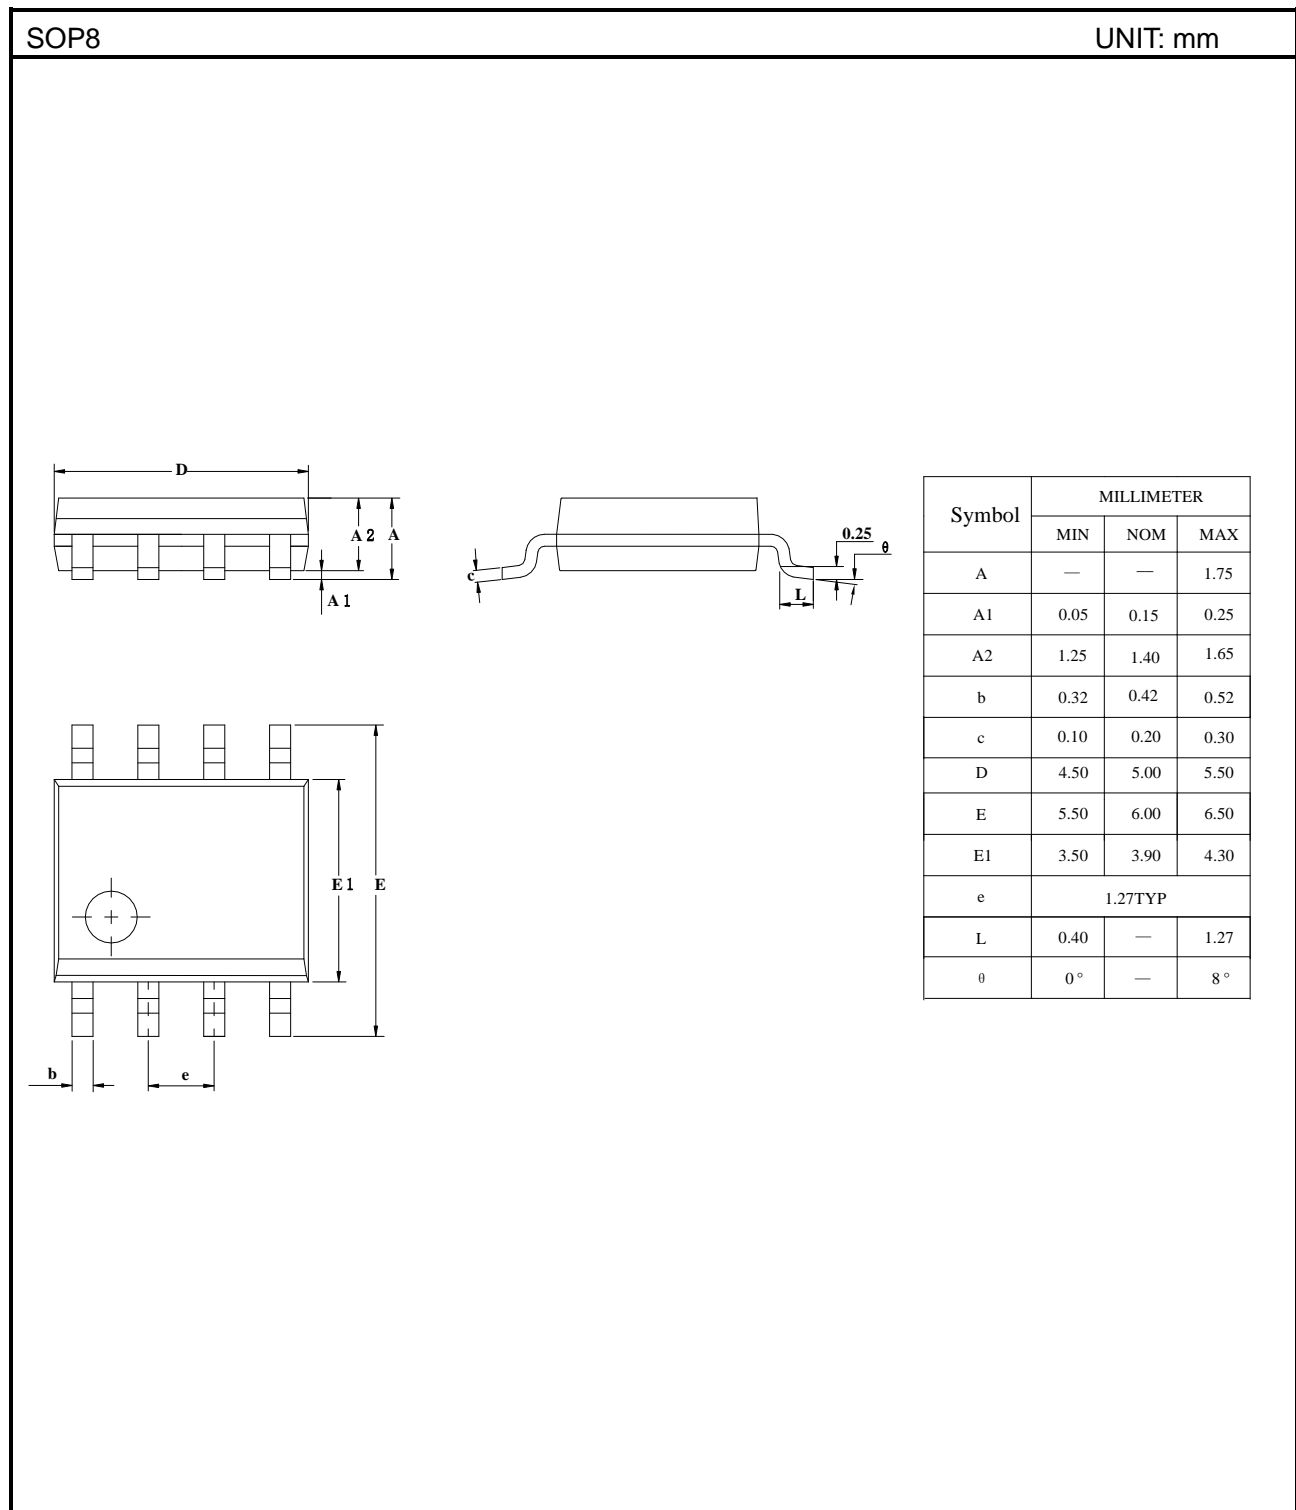 SOP8 UNIT: mm
D
A 2 A
A 1
c
0.25
θ
L
E 1 E
b e
Symbol MILLIMETER
MIN NOM MAX
A — — 1.75
A1 0.05 0.15 0.25
A2 1.25 1.40 1.65
b 0.32 0.42 0.52
c 0.10 0.20 0.30
D 4.50 5.00 5.50
E 5.50 6.00 6.50
E1 3.50 3.90 4.30
e 1.27TYP
L 0.40 — 1.27
θ 0° — 8°